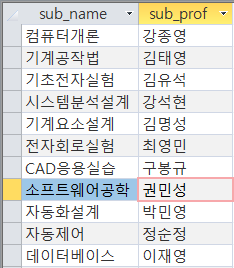 sub_name sub_prof
컴퓨터개론 강종영
기계공작법 김태영
기초전자실험 김유석
시스템분석설계 강석현
기계요소설계 김명성
전자회로실험 최영민
CAD응용실습 구봉규
소프트웨어공학 권민성
자동화설계 박민영
자동제어 정순정
데이터베이스 이재영